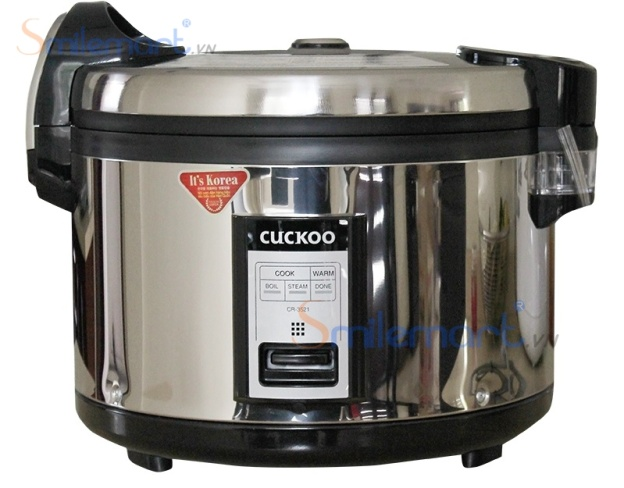 Smilemart®.vn
It's Korea
CUCKOO
COOK WARM
BOIL STEAM DONE
CR-3521
Smilemart®.vn